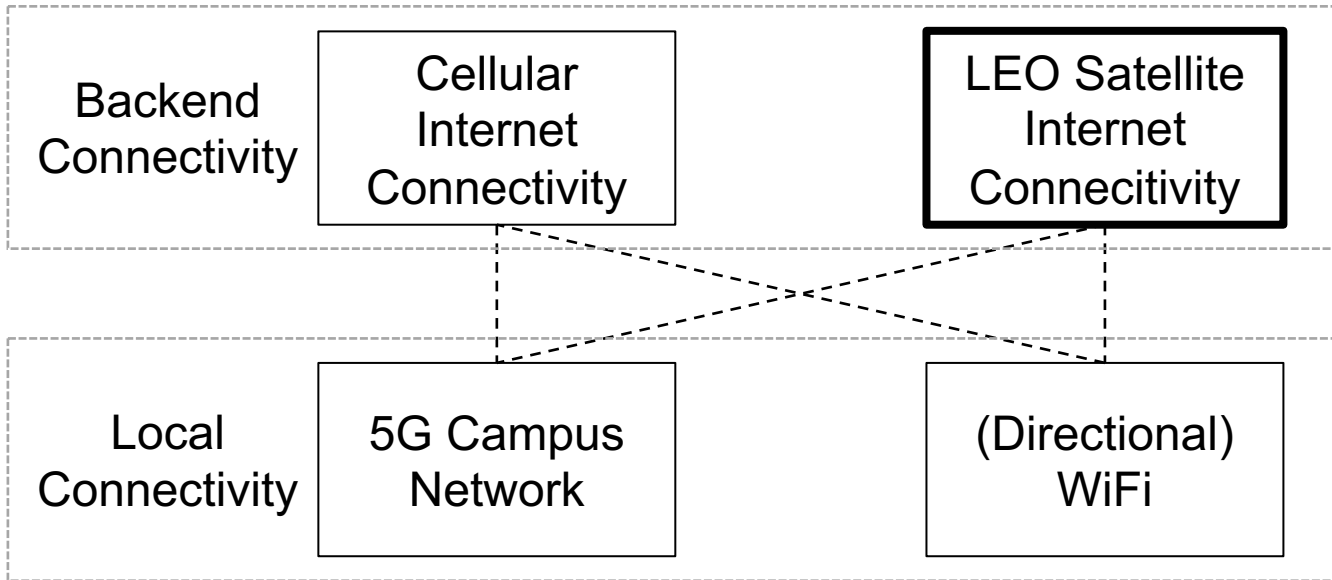 Backend
Connectivity
Cellular
Internet
Connectivity
LEO Satellite
Internet
Connecitivity
Local
Connectivity
5G Campus
Network
(Directional)
WiFi